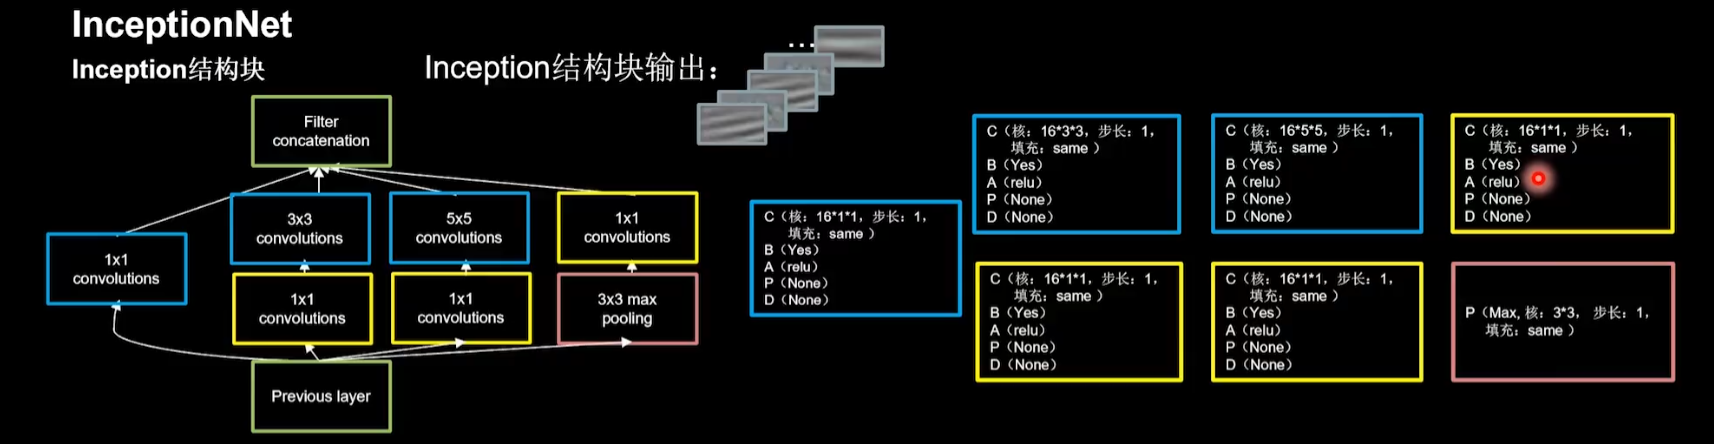 InceptionNet
Inception结构块
Inception结构块输出：
...
Filter
concatenation
1x1
convolutions
3x3
convolutions
5x5
convolutions
1x1
convolutions
1x1
convolutions
1x1
convolutions
3x3 max
pooling
Previous layer
C（核：16*1*1，步长：1，
填充：same ）
B（Yes）
A（relu）
P（None）
D（None）
C（核：16*3*3，步长：1，
填充：same ）
B（Yes）
A（relu）
P（None）
D（None）
C（核：16*5*5，步长：1，
填充：same ）
B（Yes）
A（relu）
P（None）
D（None）
C（核：16*1*1，步长：1，
填充：same ）
B（Yes）
A（relu）
P（None）
D（None）
C（核：16*1*1，步长：1，
填充：same ）
B（Yes）
A（relu）
P（None）
D（None）
C（核：16*1*1，步长：1，
填充：same ）
B（Yes）
A（relu）
P（None）
D（None）
P（Max, 核：3*3， 步长：1，
填充：same ）